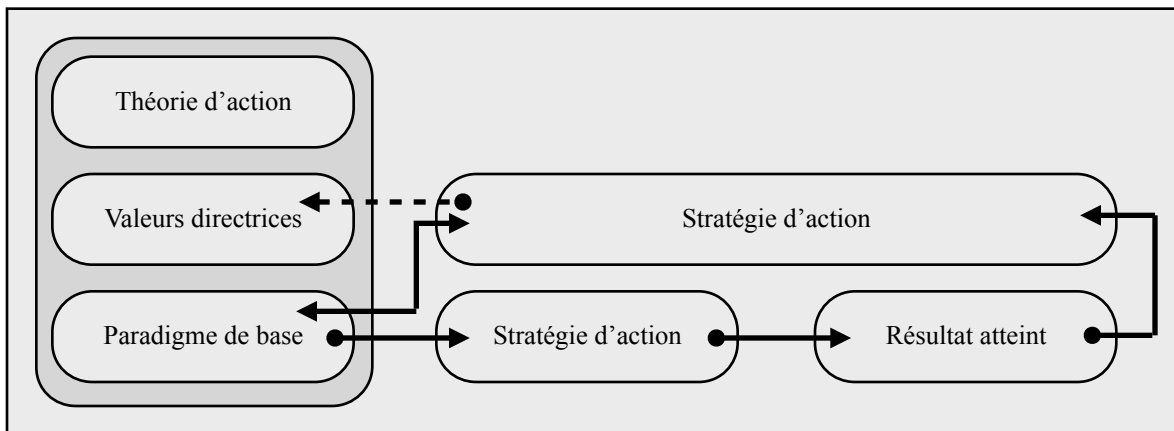 Théorie d’action
Valeurs directrices
Stratégie d’action
Paradigme de base
Stratégie d’action
Résultat atteint